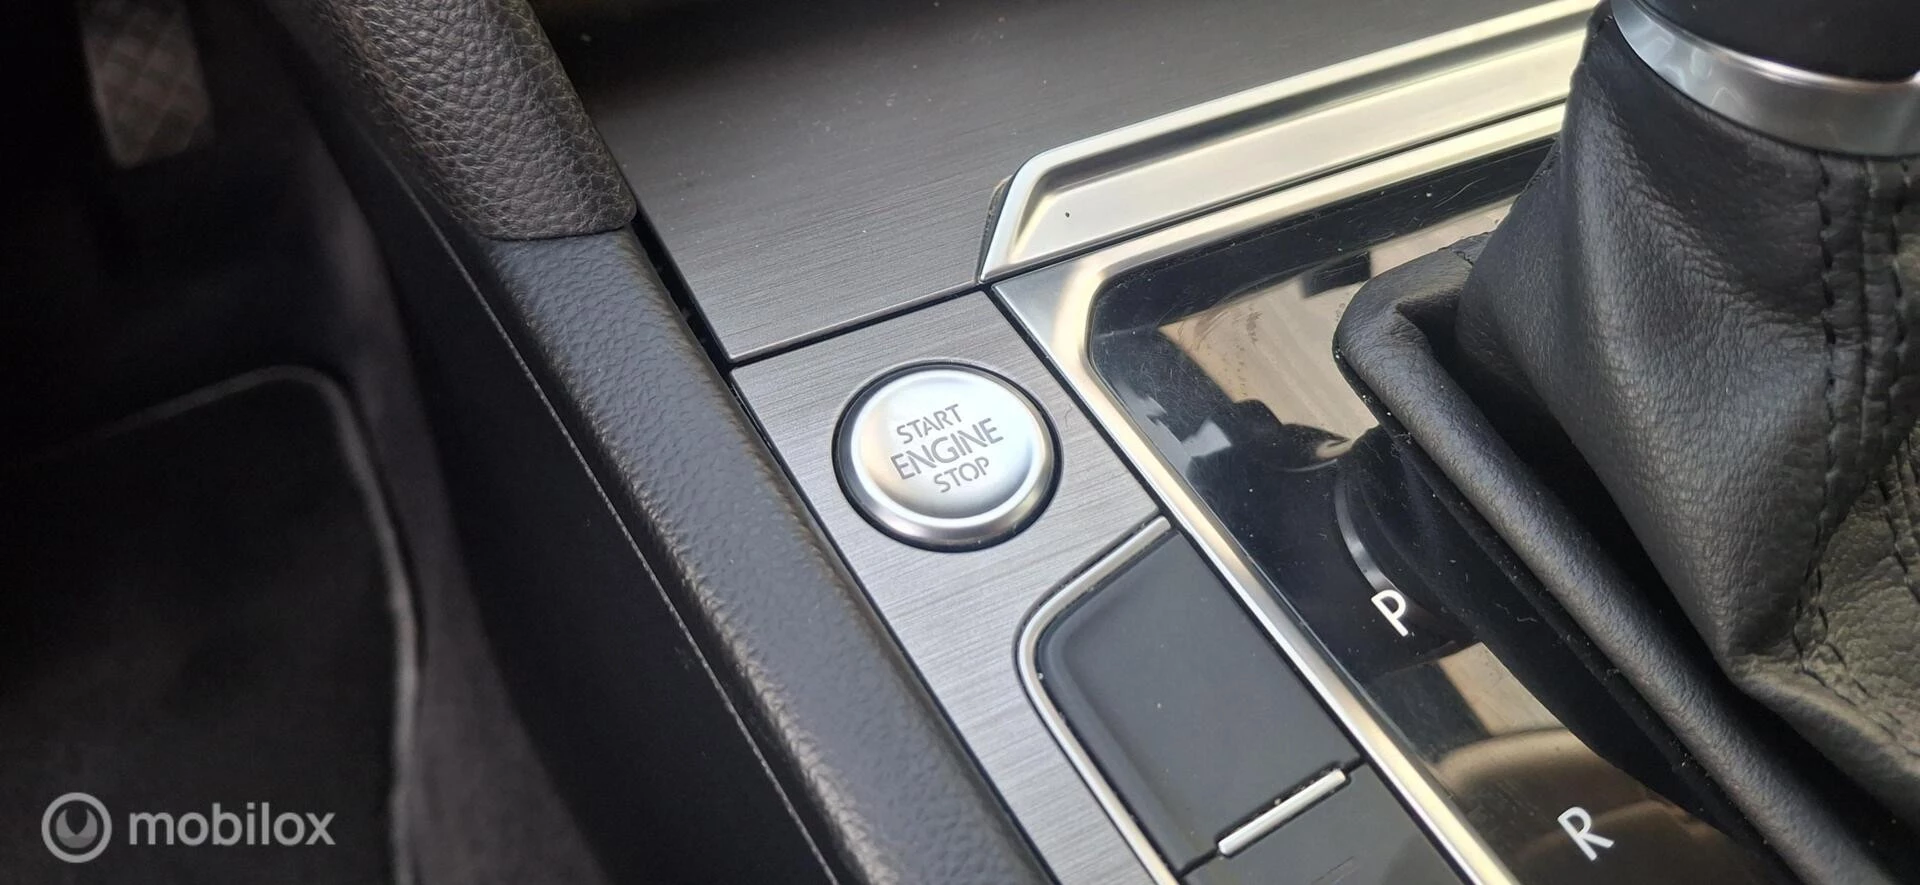 START
ENGINE
STOP
P
R
mobilox